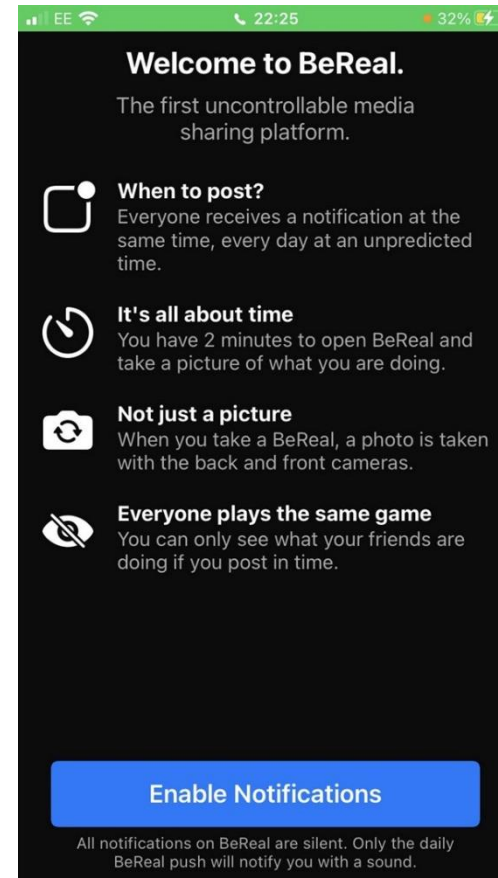 EE 22:25 32%
Welcome to BeReal.
The first uncontrollable media
sharing platform.
When to post?
Everyone receives a notification at the
same time, every day at an unpredicted
time.
It's all about time
You have 2 minutes to open BeReal and
take a picture of what you are doing.
Not just a picture
When you take a BeReal, a photo is taken
with the back and front cameras.
Everyone plays the same game
You can only see what your friends are
doing if you post in time.
Enable Notifications
All notifications on BeReal are silent. Only the daily
BeReal push will notify you with a sound.